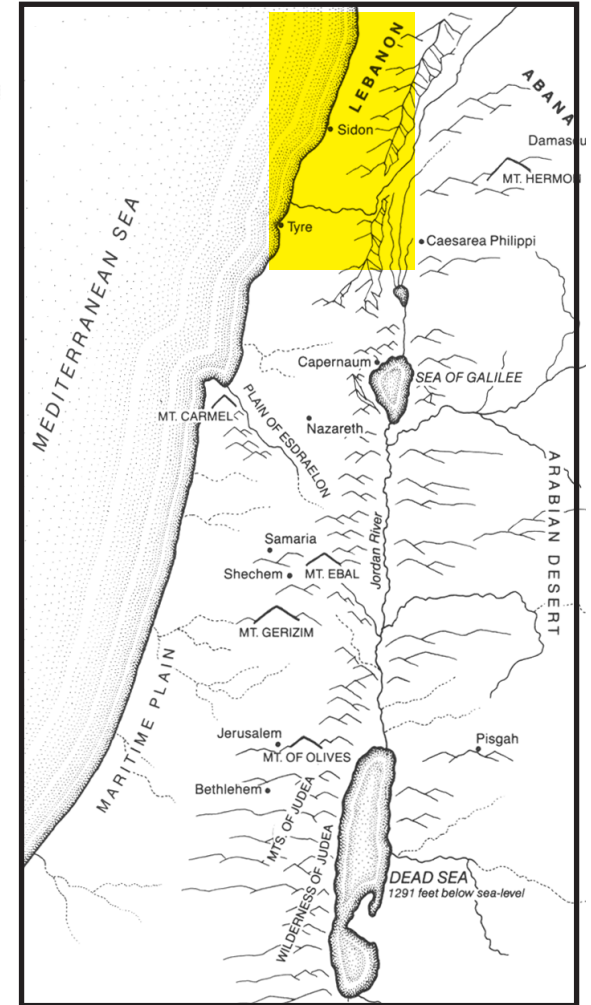 LEBANON
ABANA
Sidon
Damascu
MT. HERMON
Tyre
Caesarea Philippi
MEDITERRANEAN SEA
Capernaum
SEA OF GALILEE
MT. CARMEL
PLAIN OF ESDRAELON
Nazareth
ARABIAN DESERT
Jordan River
Samaria
Shechem
MT. EBAL
MT. GERIZIM
MARITIME PLAIN
Jerusalem
MT. OF OLIVES
Pisgah
Bethlehem
MTS. OF JUDEA
WILDERNESS OF JUDEA
DEAD SEA
1291 feet below sea-level